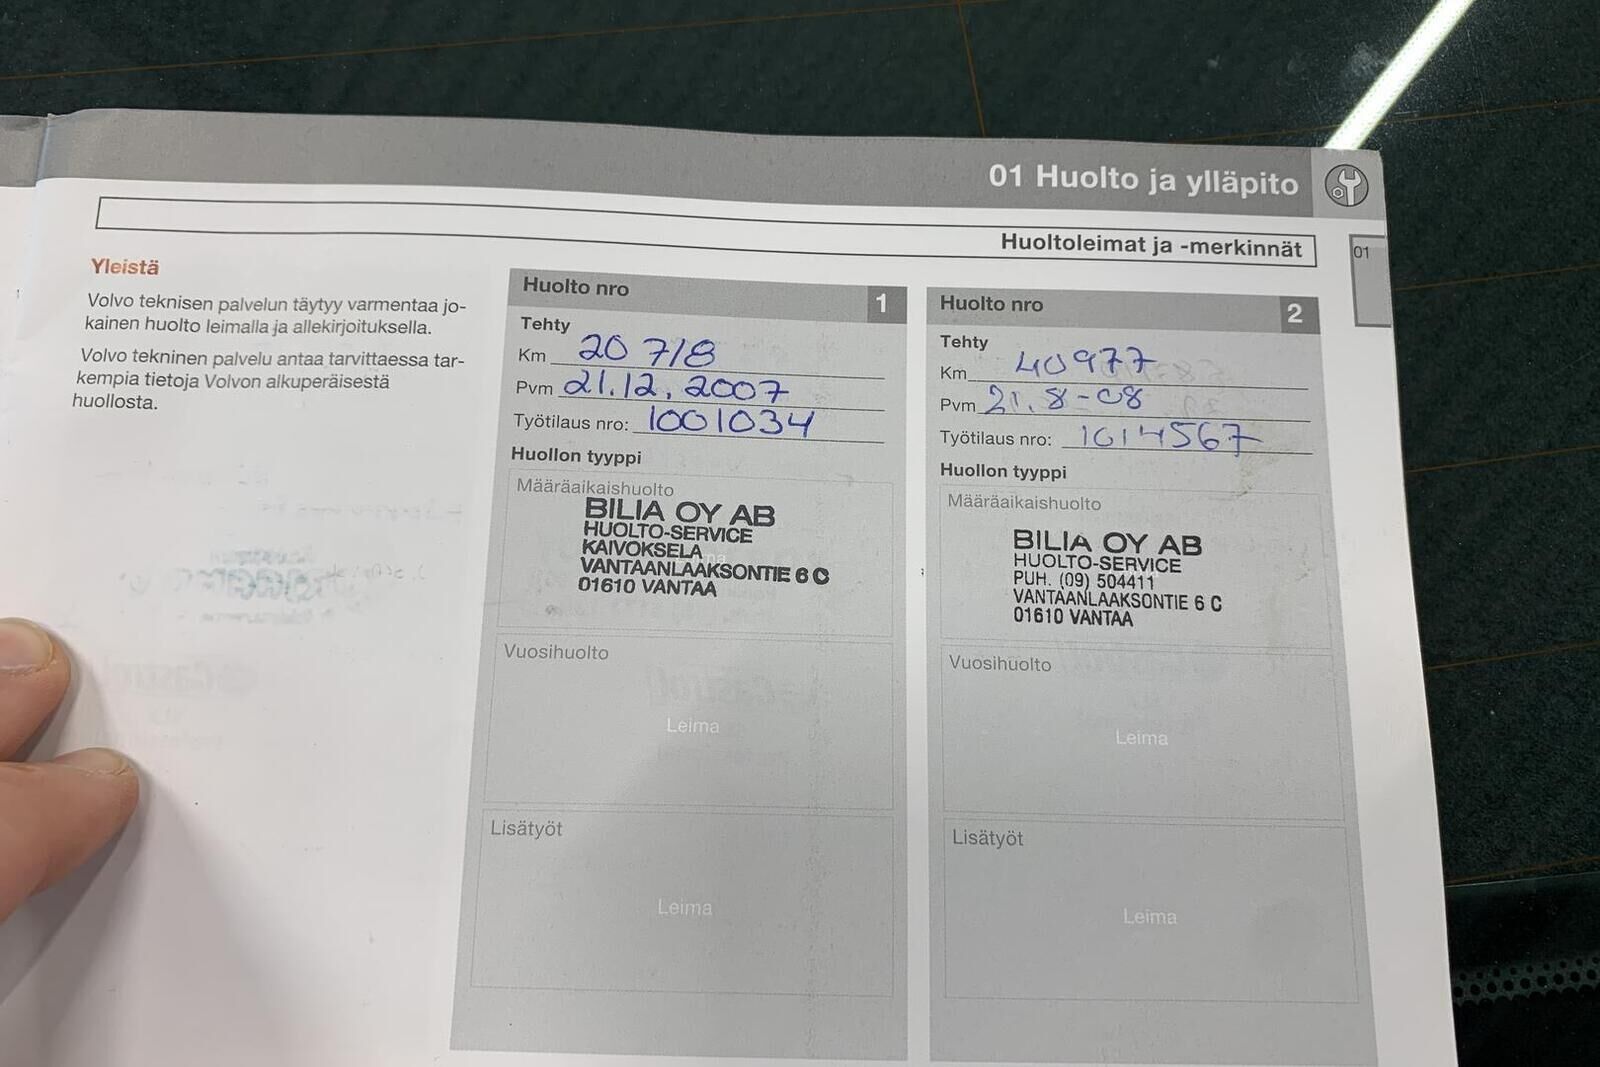 01 Huolto ja ylläpito
Huoltoleimat ja -merkinnät
01
Yleistä
Volvo teknisen palvelun täytyy varmentaa jo-
kainen huolto leimalla ja allekirjoituksella.
Volvo tekninen palvelu antaa tarvittaessa tar-
kempia tietoja Volvon alkuperäisestä
huollosta.
Huolto nro 1
Tehty
Km 20 718
Pvm 21.12.2007
Työtilaus nro: 1001034
Huollon tyyppi
Määräaikaishuolto
BILIA OY AB
HUOLTO-SERVICE
KAIVOKSELA
VANTAANLAAKSONTIE 6 C
01610 VANTAA
Vuosihuolto
Leima
Lisätyöt
Leima
Huolto nro 2
Tehty
Km 40977
Pvm 21.8-08
Työtilaus nro: 1014567
Huollon tyyppi
Määräaikaishuolto
BILIA OY AB
HUOLTO-SERVICE
PUH. (09) 504411
VANTAANLAAKSONTIE 6 C
01610 VANTAA
Vuosihuolto
Leima
Lisätyöt
Leima